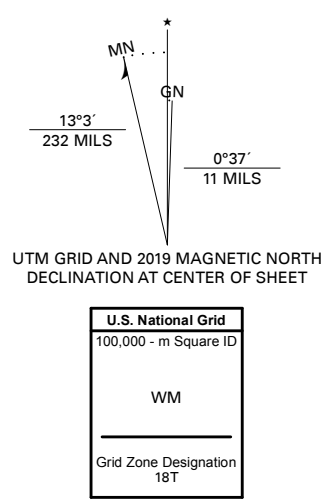 ★
MN
GN
13°3´
232 MILS
0°37´
11 MILS
UTM GRID AND 2019 MAGNETIC NORTH
DECLINATION AT CENTER OF SHEET
U.S. National Grid
100,000 - m Square ID
WM
Grid Zone Designation
18T